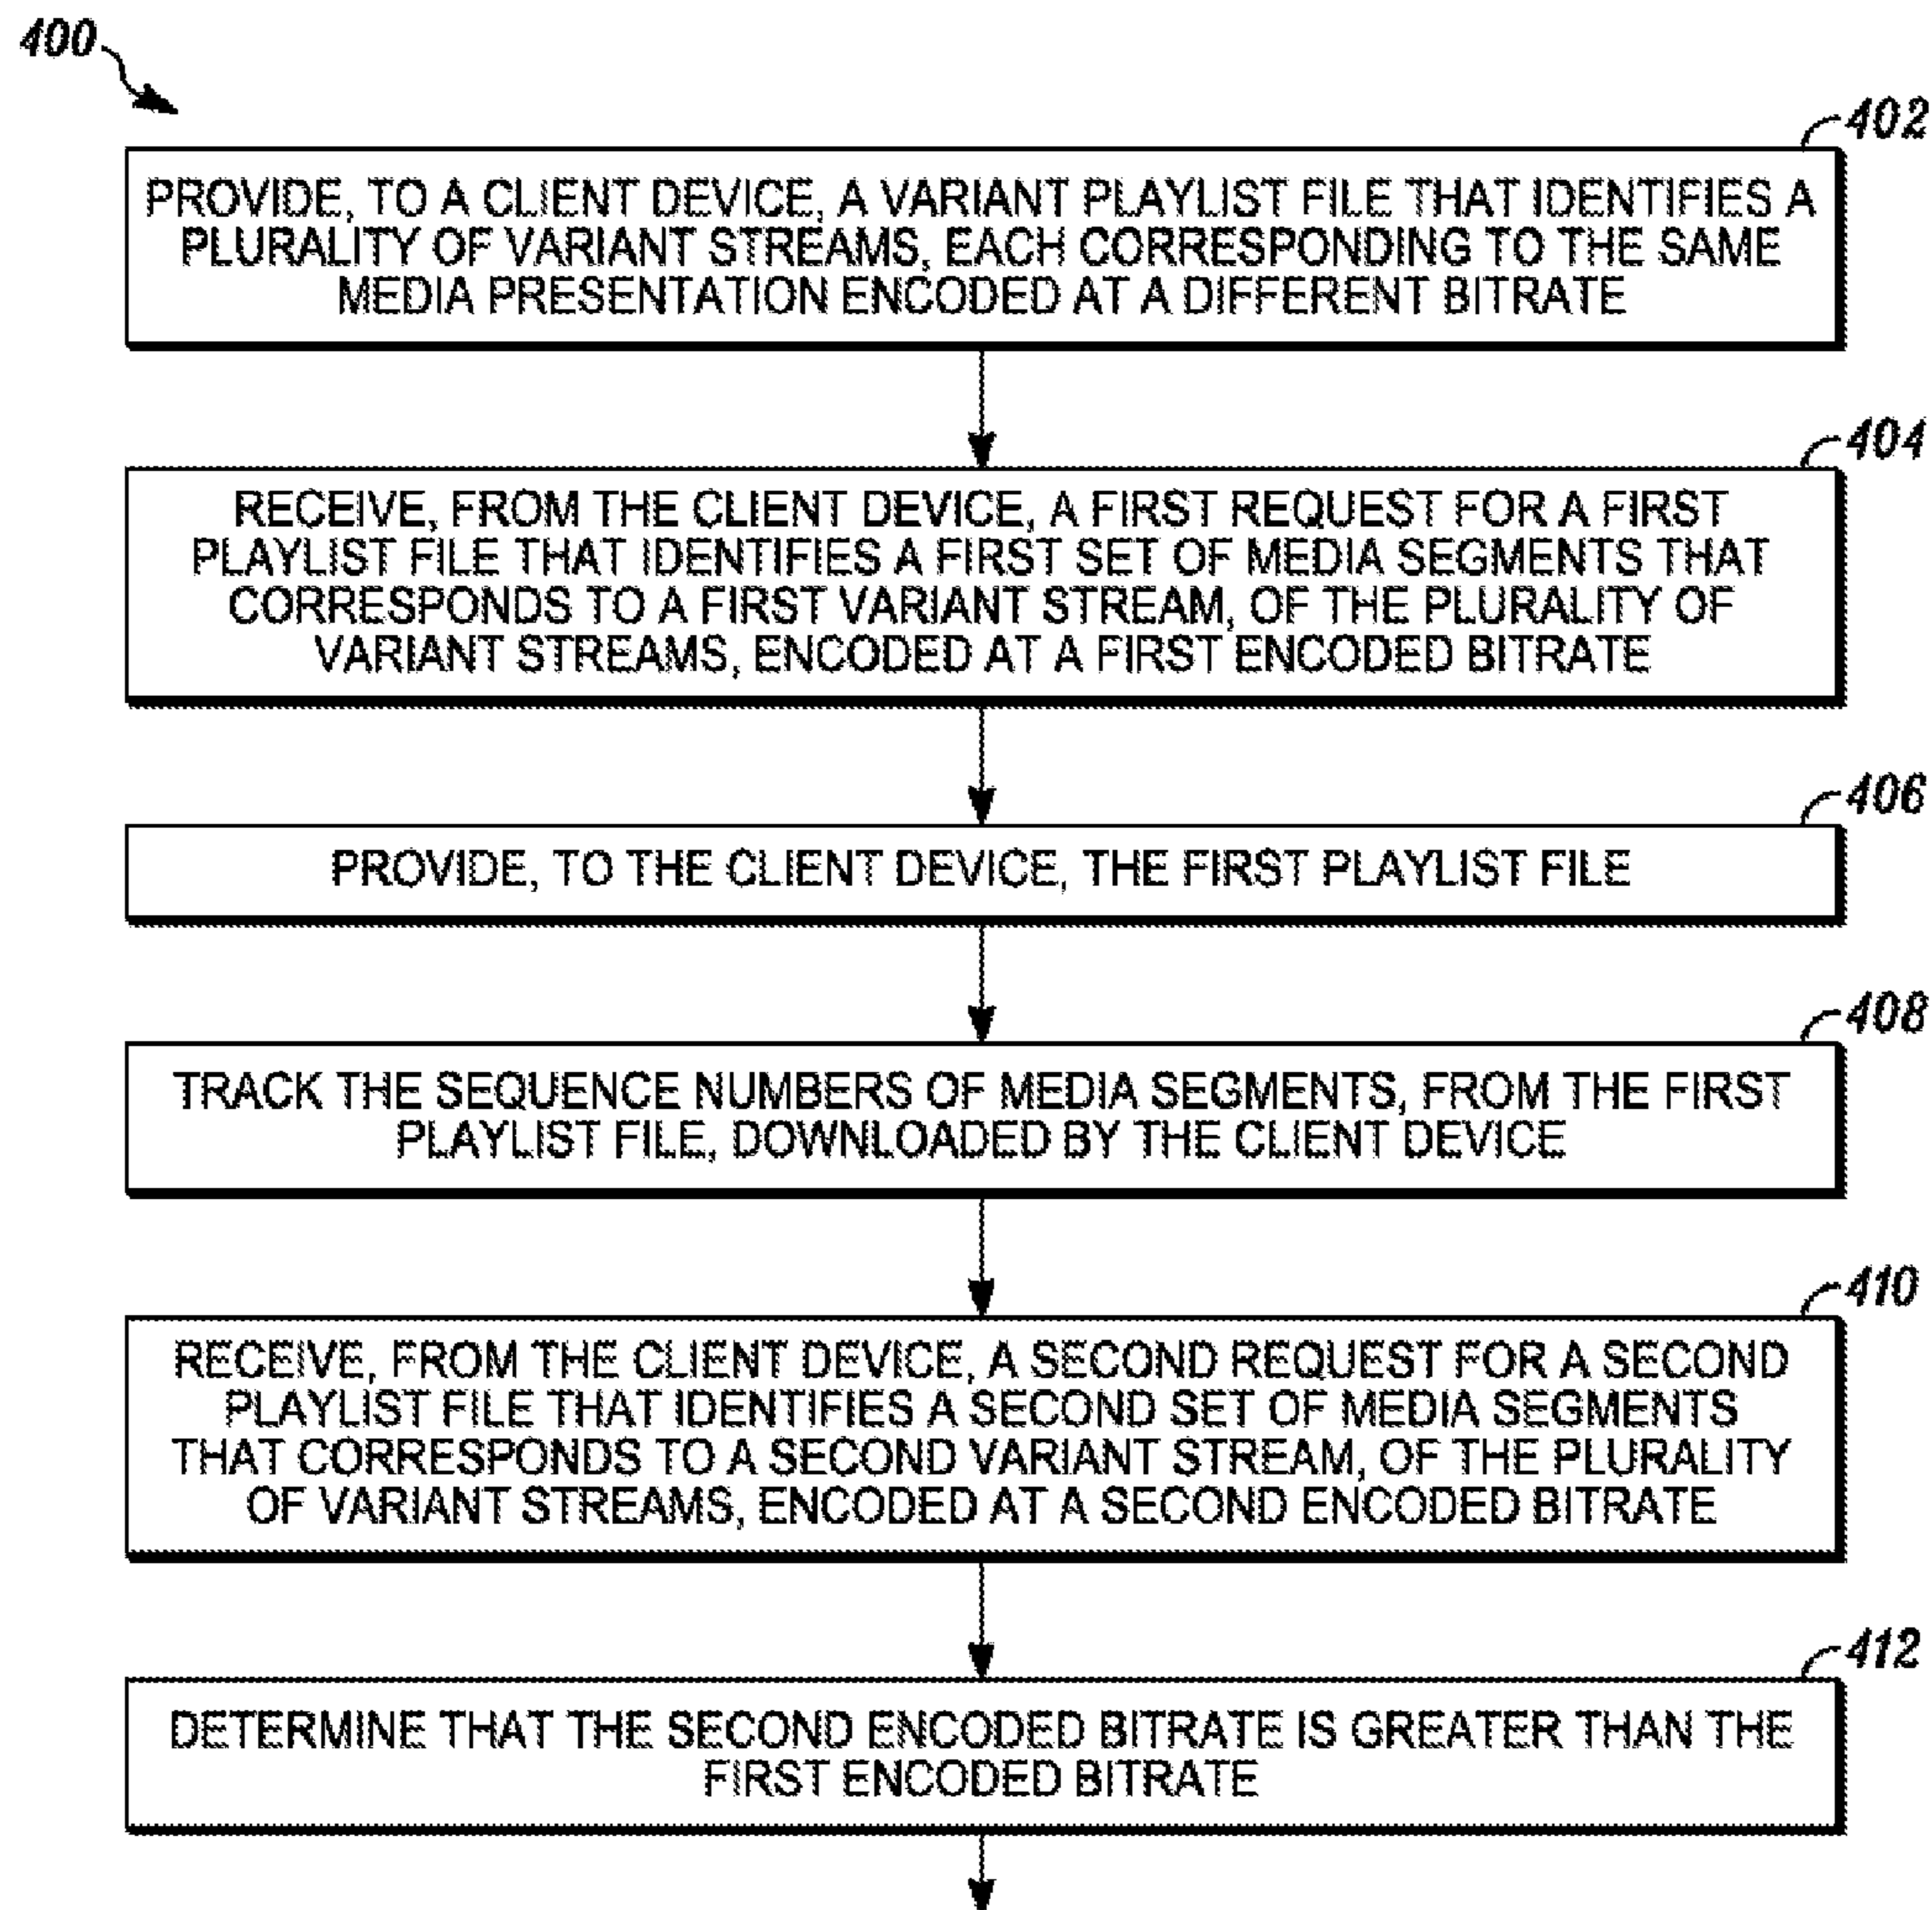 400
402
PROVIDE, TO A CLIENT DEVICE, A VARIANT PLAYLIST FILE THAT IDENTIFIES A
PLURALITY OF VARIANT STREAMS, EACH CORRESPONDING TO THE SAME
MEDIA PRESENTATION ENCODED AT A DIFFERENT BITRATE
404
RECEIVE, FROM THE CLIENT DEVICE, A FIRST REQUEST FOR A FIRST
PLAYLIST FILE THAT IDENTIFIES A FIRST SET OF MEDIA SEGMENTS THAT
CORRESPONDS TO A FIRST VARIANT STREAM, OF THE PLURALITY OF
VARIANT STREAMS, ENCODED AT A FIRST ENCODED BITRATE
406
PROVIDE, TO THE CLIENT DEVICE, THE FIRST PLAYLIST FILE
408
TRACK THE SEQUENCE NUMBERS OF MEDIA SEGMENTS, FROM THE FIRST
PLAYLIST FILE, DOWNLOADED BY THE CLIENT DEVICE
410
RECEIVE, FROM THE CLIENT DEVICE, A SECOND REQUEST FOR A SECOND
PLAYLIST FILE THAT IDENTIFIES A SECOND SET OF MEDIA SEGMENTS
THAT CORRESPONDS TO A SECOND VARIANT STREAM, OF THE PLURALITY
OF VARIANT STREAMS, ENCODED AT A SECOND ENCODED BITRATE
412
DETERMINE THAT THE SECOND ENCODED BITRATE IS GREATER THAN THE
FIRST ENCODED BITRATE